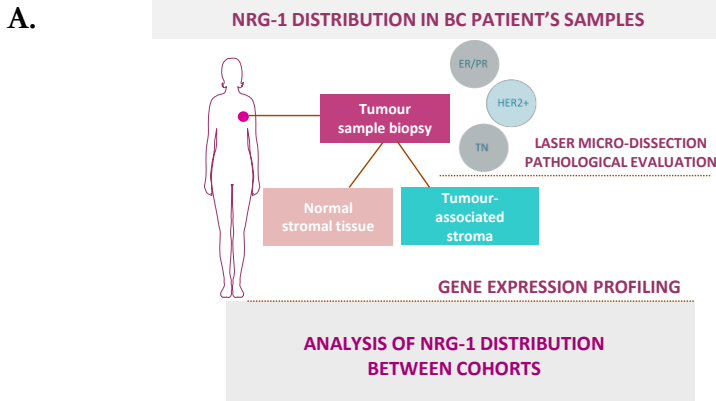 A.
NRG-1 DISTRIBUTION IN BC PATIENT'S SAMPLES
ER/PR
HER2+
TN
Tumour
sample biopsy
LASER MICRO-DISSECTION
PATHOLOGICAL EVALUATION
Normal
stromal tissue
Tumour-
associated
stroma
GENE EXPRESSION PROFILING
ANALYSIS OF NRG-1 DISTRIBUTION
BETWEEN COHORTS